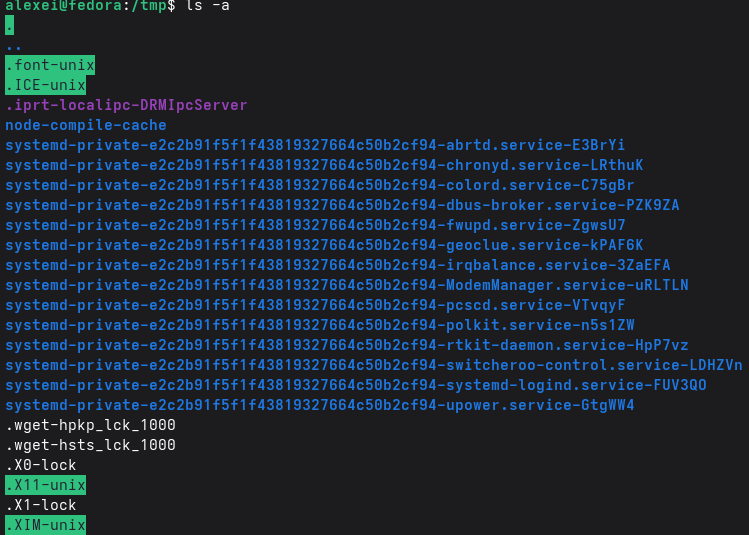 alexei@fedora:/tmp$ ls -a
.
..
.font-unix
.ICE-unix
.iprt-localipc-DRMIpcServer
node-compile-cache
systemd-private-e2c2b91f5f1f43819327664c50b2cf94-abrtd.service-E3BrYi
systemd-private-e2c2b91f5f1f43819327664c50b2cf94-chronyd.service-LRthuK
systemd-private-e2c2b91f5f1f43819327664c50b2cf94-colord.service-C75gBr
systemd-private-e2c2b91f5f1f43819327664c50b2cf94-dbus-broker.service-PZK9ZA
systemd-private-e2c2b91f5f1f43819327664c50b2cf94-fwupd.service-ZgwsU7
systemd-private-e2c2b91f5f1f43819327664c50b2cf94-geoclue.service-kPAF6K
systemd-private-e2c2b91f5f1f43819327664c50b2cf94-irqbalance.service-3ZaEFA
systemd-private-e2c2b91f5f1f43819327664c50b2cf94-ModemManager.service-uRLTLN
systemd-private-e2c2b91f5f1f43819327664c50b2cf94-pcscd.service-VTvqyF
systemd-private-e2c2b91f5f1f43819327664c50b2cf94-polkit.service-n5s1ZW
systemd-private-e2c2b91f5f1f43819327664c50b2cf94-rtkit-daemon.service-HpP7vz
systemd-private-e2c2b91f5f1f43819327664c50b2cf94-switcheroo-control.service-LDHZVn
systemd-private-e2c2b91f5f1f43819327664c50b2cf94-systemd-logind.service-FUV3QO
systemd-private-e2c2b91f5f1f43819327664c50b2cf94-upower.service-GtgWW4
.wget-hpkp_lck_1000
.wget-hsts_lck_1000
.X0-lock
.X11-unix
.X1-lock
.XIM-unix